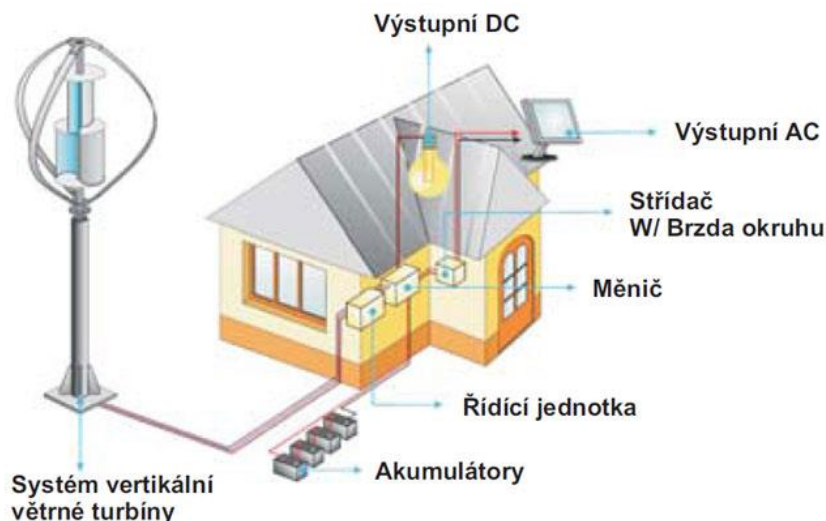 Výstupní DC
Výstupní AC
Střídač
W/ Brzda okruhu
Měnič
Řídící jednotka
Akumulátory
Systém vertikální
větrné turbíny